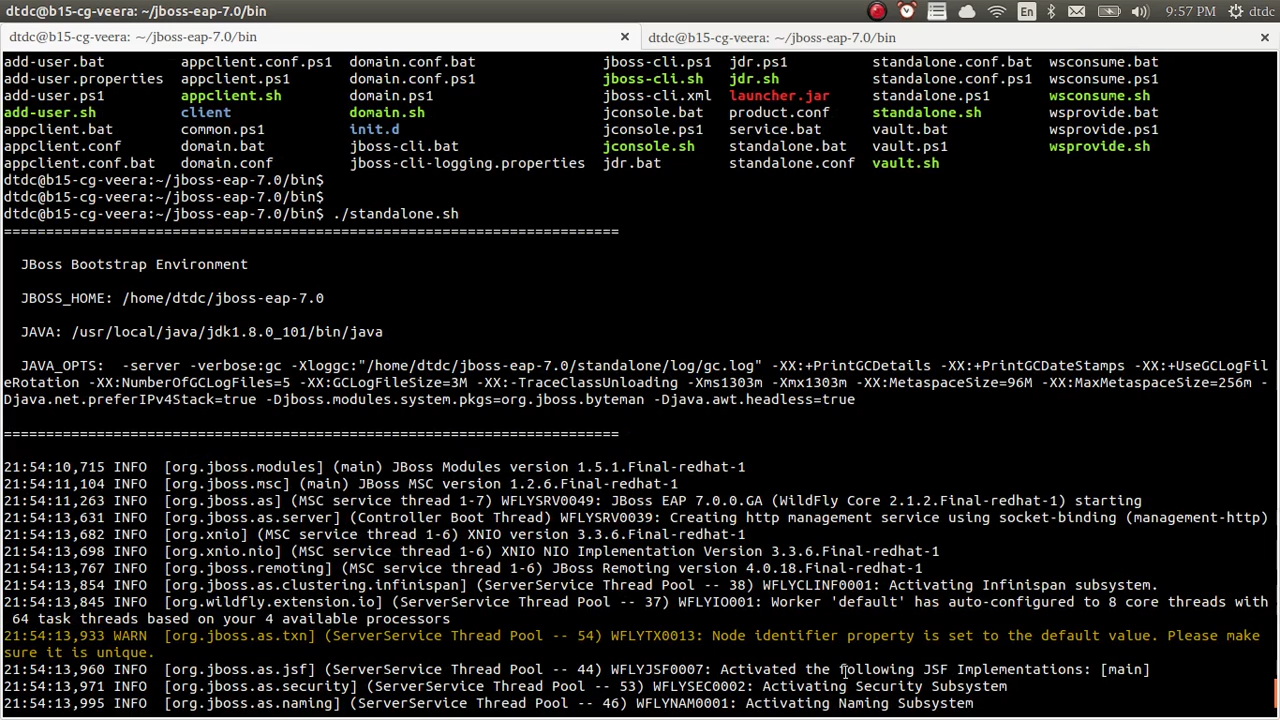 dtdc@b15-cg-veera: ~/jboss-eap-7.0/bin En 9:57 PM dtdc
dtdc@b15-cg-veera: ~/jboss-eap-7.0/bin × dtdc@b15-cg-veera: ~/jboss-eap-7.0/bin ×
add-user.bat appclient.conf.ps1 domain.conf.bat jboss-cli.ps1 jdr.ps1 standalone.conf.bat wsconsume.bat
add-user.properties appclient.ps1 domain.conf.ps1 jboss-cli.sh jdr.sh standalone.conf.ps1 wsconsume.ps1
add-user.ps1 appclient.sh domain.ps1 jboss-cli.xml launcher.jar standalone.ps1 wsconsume.sh
add-user.sh client domain.sh jconsole.bat product.conf standalone.sh wsprovide.bat
appclient.bat common.ps1 init.d jconsole.ps1 service.bat vault.bat wsprovide.ps1
appclient.conf domain.bat jboss-cli.bat jconsole.sh standalone.bat vault.ps1 wsprovide.sh
appclient.conf.bat domain.conf jboss-cli-logging.properties jdr.bat standalone.conf vault.sh
dtdc@b15-cg-veera:~/jboss-eap-7.0/bin$
dtdc@b15-cg-veera:~/jboss-eap-7.0/bin$
dtdc@b15-cg-veera:~/jboss-eap-7.0/bin$ ./standalone.sh
=========================================================================
JBoss Bootstrap Environment
JBOSS_HOME: /home/dtdc/jboss-eap-7.0
JAVA: /usr/local/java/jdk1.8.0_101/bin/java
JAVA_OPTS:  -server -verbose:gc -Xloggc:"/home/dtdc/jboss-eap-7.0/standalone/log/gc.log" -XX:+PrintGCDetails -XX:+PrintGCDateStamps -XX:+UseGCLogFil
eRotation -XX:NumberOfGCLogFiles=5 -XX:GCLogFileSize=3M -XX:-TraceClassUnloading -Xms1303m -Xmx1303m -XX:MetaspaceSize=96M -XX:MaxMetaspaceSize=256m -
Djava.net.preferIPv4Stack=true -Djboss.modules.system.pkgs=org.jboss.byteman -Djava.awt.headless=true
=========================================================================
21:54:10,715 INFO  [org.jboss.modules] (main) JBoss Modules version 1.5.1.Final-redhat-1
21:54:11,104 INFO  [org.jboss.msc] (main) JBoss MSC version 1.2.6.Final-redhat-1
21:54:11,263 INFO  [org.jboss.as] (MSC service thread 1-7) WFLYSRV0049: JBoss EAP 7.0.0.GA (WildFly Core 2.1.2.Final-redhat-1) starting
21:54:13,631 INFO  [org.jboss.as.server] (Controller Boot Thread) WFLYSRV0039: Creating http management service using socket-binding (management-http)
21:54:13,682 INFO  [org.xnio] (MSC service thread 1-6) XNIO version 3.3.6.Final-redhat-1
21:54:13,698 INFO  [org.xnio.nio] (MSC service thread 1-6) XNIO NIO Implementation Version 3.3.6.Final-redhat-1
21:54:13,767 INFO  [org.jboss.remoting] (MSC service thread 1-6) JBoss Remoting version 4.0.18.Final-redhat-1
21:54:13,854 INFO  [org.jboss.as.clustering.infinispan] (ServerService Thread Pool -- 38) WFLYCLINF0001: Activating Infinispan subsystem.
21:54:13,845 INFO  [org.wildfly.extension.io] (ServerService Thread Pool -- 37) WFLYIO001: Worker 'default' has auto-configured to 8 core threads with
64 task threads based on your 4 available processors
21:54:13,933 WARN  [org.jboss.as.txn] (ServerService Thread Pool -- 54) WFLYTX0013: Node identifier property is set to the default value. Please make
sure it is unique.
21:54:13,960 INFO  [org.jboss.as.jsf] (ServerService Thread Pool -- 44) WFLYJSF0007: Activated the following JSF Implementations: [main]
21:54:13,971 INFO  [org.jboss.as.security] (ServerService Thread Pool -- 53) WFLYSEC0002: Activating Security Subsystem
21:54:13,995 INFO  [org.jboss.as.naming] (ServerService Thread Pool -- 46) WFLYNAM0001: Activating Naming Subsystem